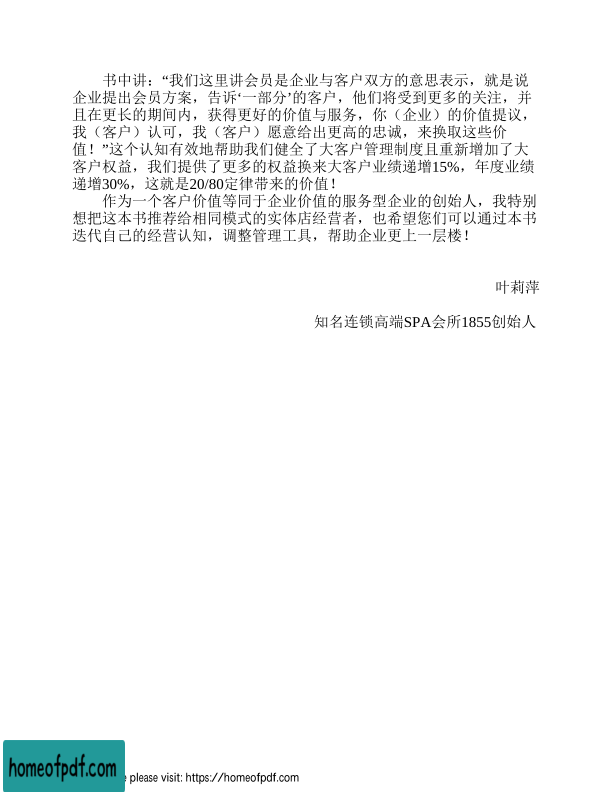 书中讲：“我们这里讲会员是企业与客户双方的意思表示，就是说
企业提出会员方案，告诉‘一部分’的客户，他们将受到更多的关注，并
且在更长的期间内，获得更好的价值与服务，你（企业）的价值提议，
我（客户）认可，我（客户）愿意给出更高的忠诚，来换取这些价
值！”这个认知有效地帮助我们健全了大客户管理制度且重新增加了大
客户权益，我们提供了更多的权益换来大客户业绩递增15%，年度业绩
递增30%，这就是20/80定律带来的价值！
作为一个客户价值等同于企业价值的服务型企业的创始人，我特别
想把这本书推荐给相同模式的实体店经营者，也希望您们可以通过本书
迭代自己的经营认知，调整管理工具，帮助企业更上一层楼！
叶莉萍
知名连锁高端SPA会所1855创始人
homeofpdf.com
please visit: https://homeofpdf.com